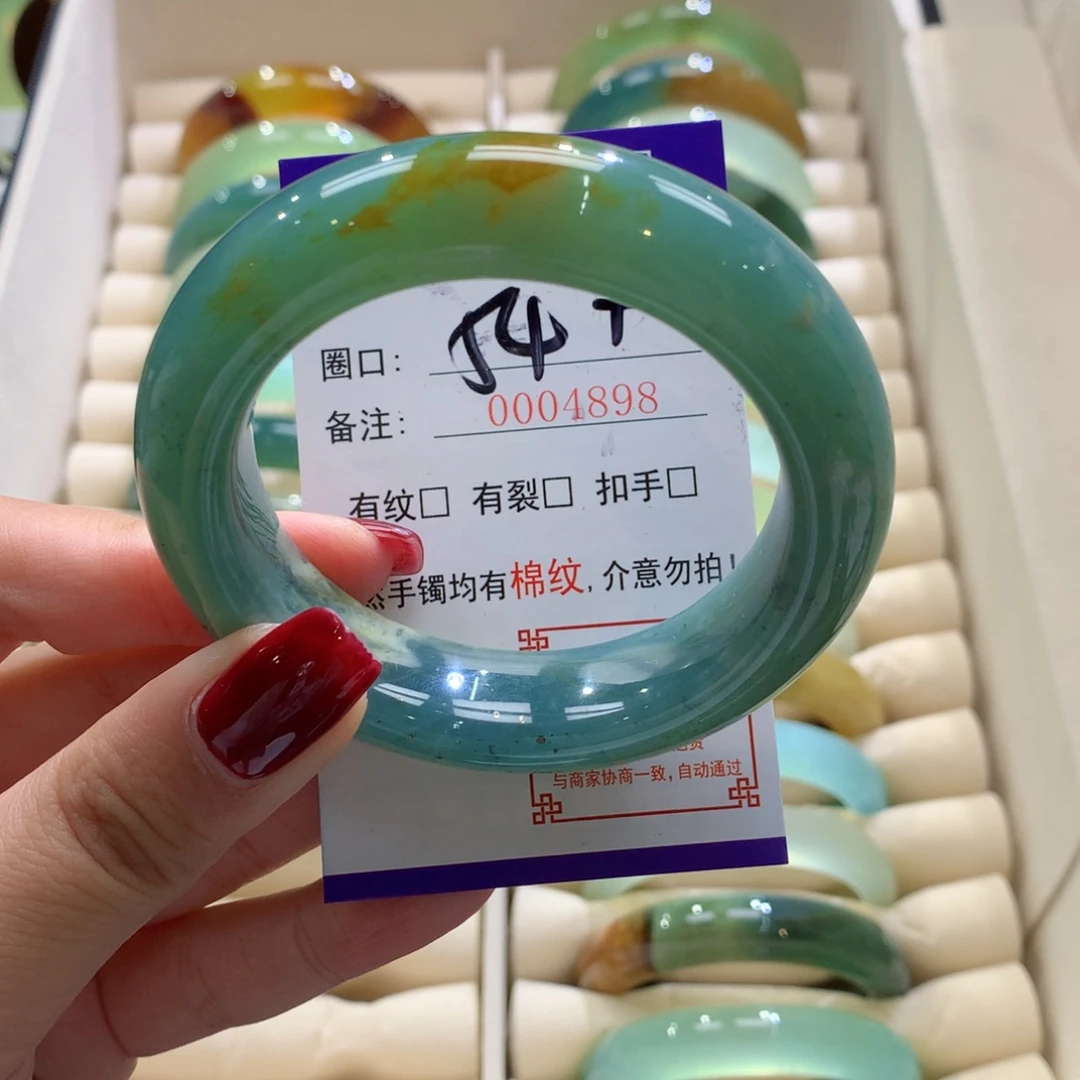 圈口: 54 +
备注: 0004898
有纹□ 有裂□ 扣手□
手镯均有棉纹, 介意勿拍!
与商家协商一致, 自动通过